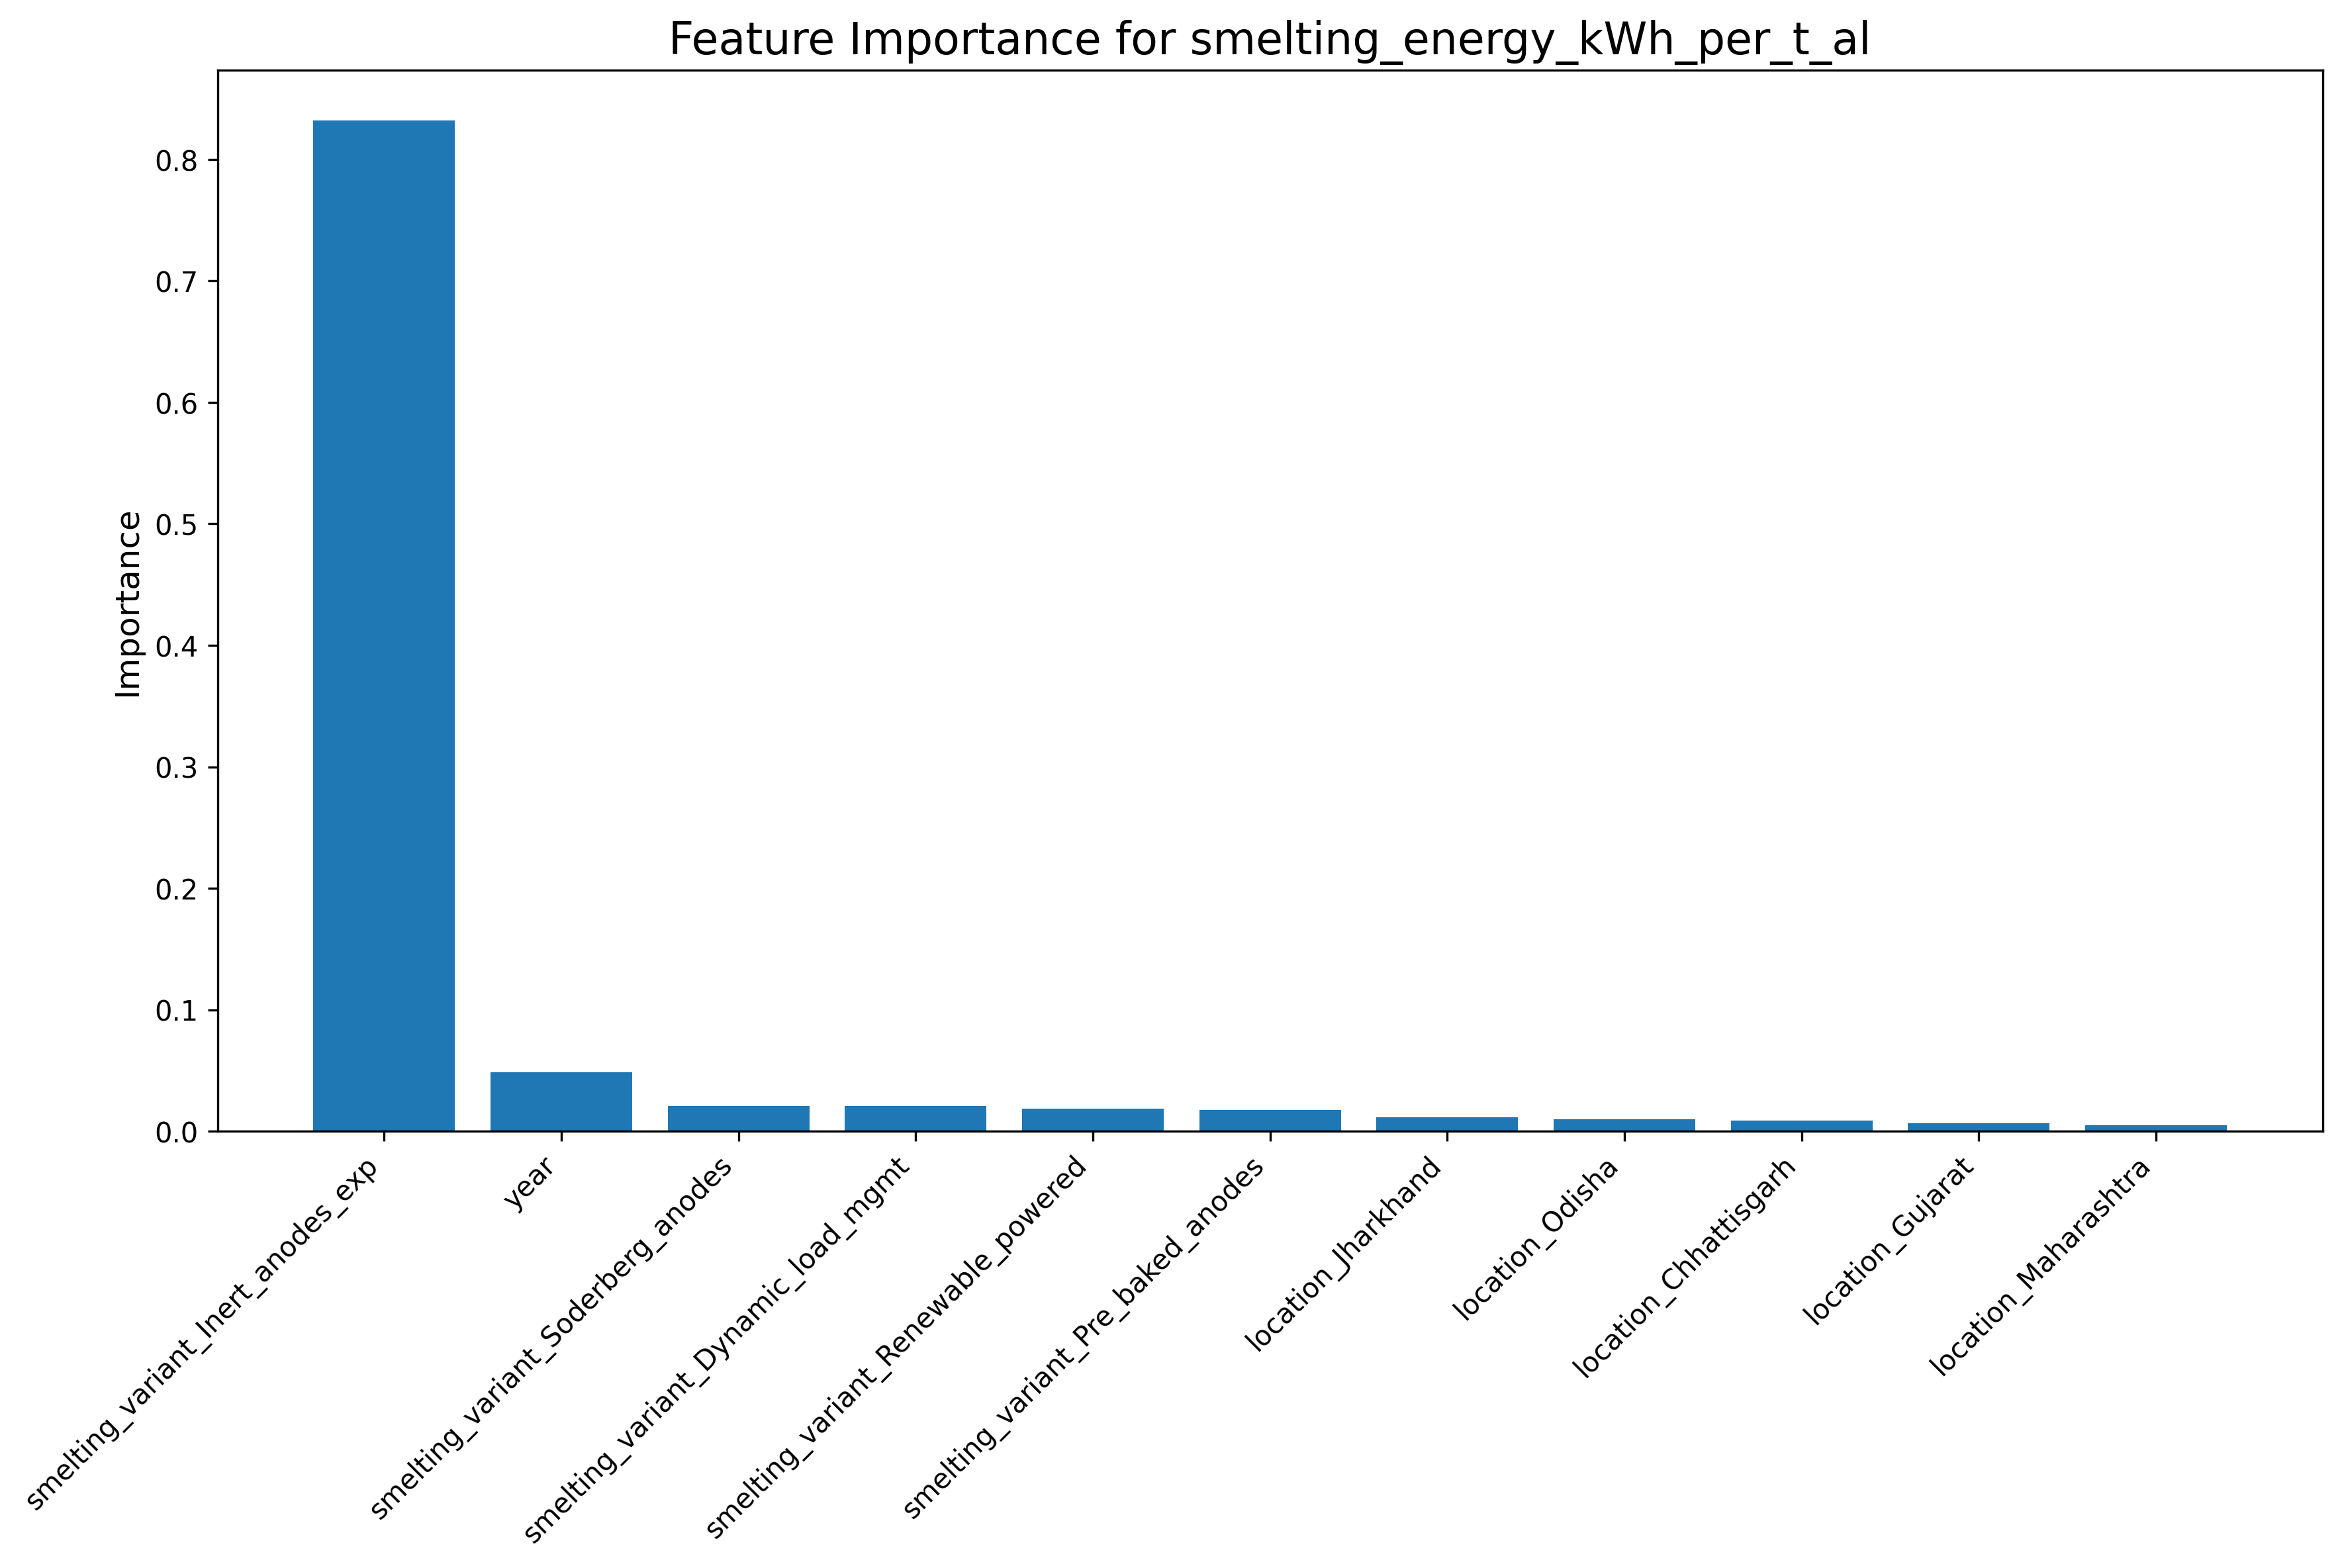 Feature Importance for smelting_energy_kWh_per_t_al
Importance
0.8
0.7
0.6
0.5
0.4
0.3
0.2
0.1
0.0
smelting_variant_Inert_anodes_exp
year
smelting_variant_Soderberg_anodes
smelting_variant_Dynamic_load_mgmt
smelting_variant_Renewable_powered
smelting_variant_Pre_baked_anodes
location_Jharkhand
location_Odisha
location_Chhattisgarh
location_Gujarat
location_Maharashtra